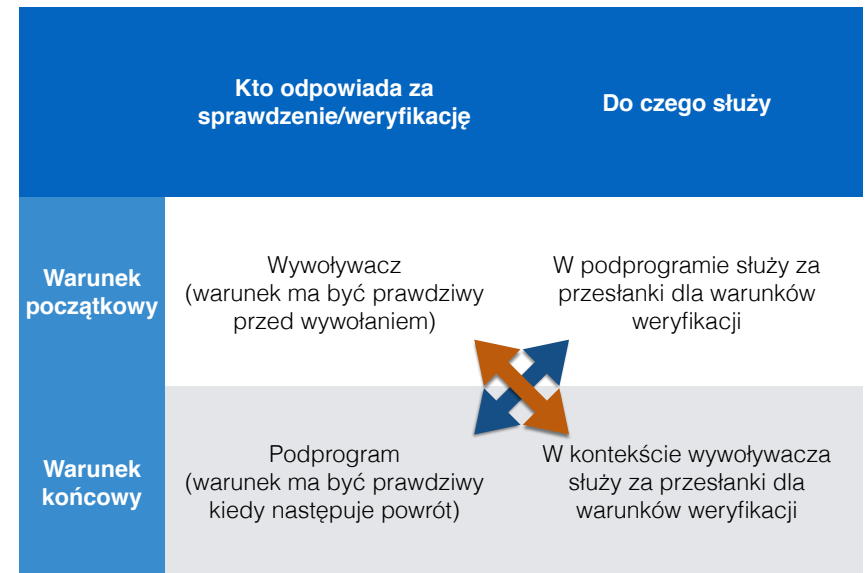 Kto odpowiada za
sprawdzenie/weryfikację
Do czego służy
Warunek
początkowy
Wywoływacz
(warunek ma być prawdziwy
przed wywołaniem)
W podprogramie służy za
przesłanki dla warunków
weryfikacji
Warunek
końcowy
Podprogram
(warunek ma być prawdziwy
kiedy następuje powrót)
W kontekście wywoływacza
służy za przesłanki dla
warunków weryfikacji